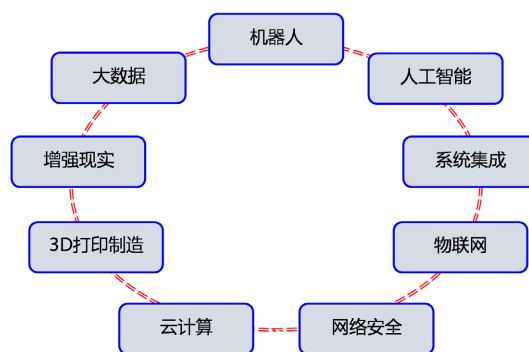 机器人
大数据
人工智能
增强现实
系统集成
3D打印制造
物联网
云计算
网络安全